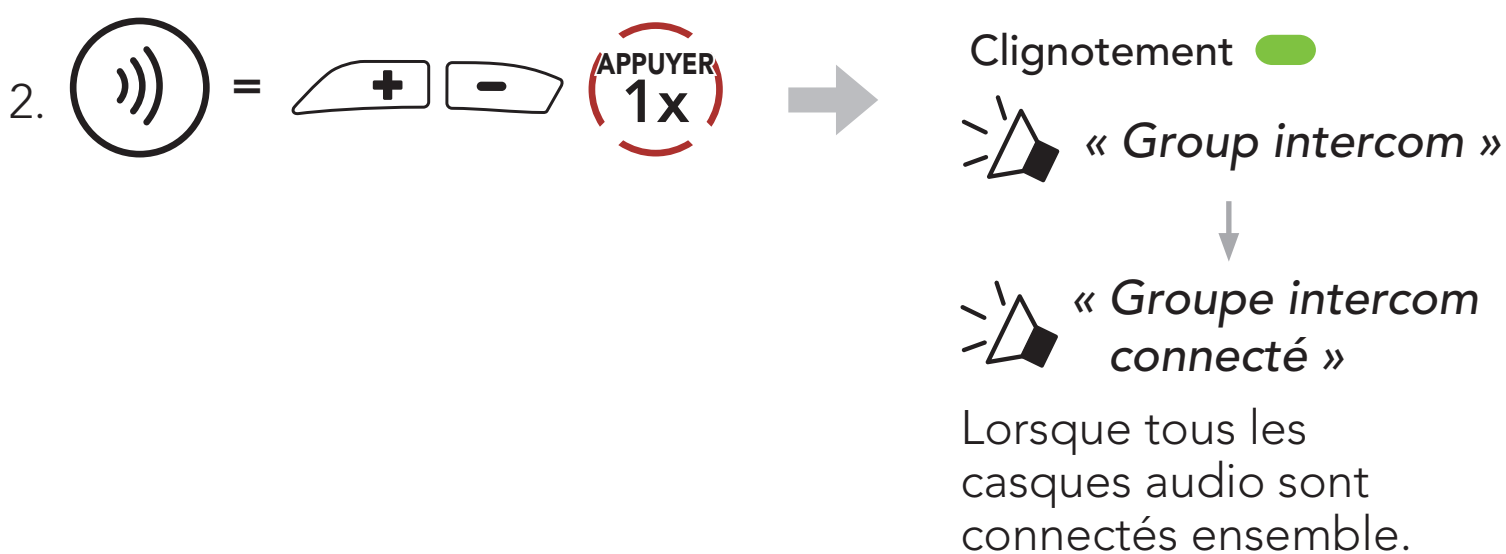 2.
=
+ -
APPUYER
1x
Clignotement
« Group intercom »
« Groupe intercom
connecté »
Lorsque tous les
casques audio sont
connectés ensemble.